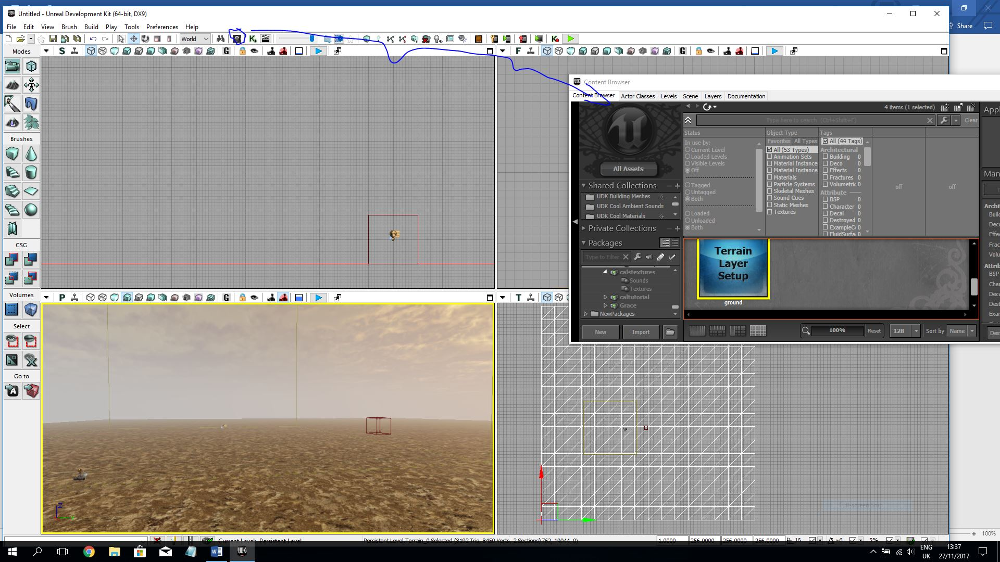 Untitled - Unreal Development Kit (64-bit, DX9)
Share
File Edit View Brush Build Play Tools Preferences Help
World
Modes
S G
F G
Content Browser
Content Browser Actor Classes Levels Scene Layers Documentation
4 items (1 selected)
Type here to search (Ctrl+Shift+F)
Clear
Status
Object Type
Tags
In use by:
Current Level
Loaded Levels
Visible Levels
Off
Tagged
Untagged
Both
Loaded
Unloaded
Both
Favorites All Types
All (53 Types)
Animation Sets
Material Instances
Material Instances
Materials
Particle Systems
Skeletal Meshes
Sound Cues
Static Meshes
Textures
All (44 Tags)
Architectural
Building 0
Deco 0
Effects 0
Fractures 0
Volumetric 0
Attribute
BSP 0
Character 0
Decal 0
Destroyed 0
ExampleCo 0
FluidSurfa 0
off
off
All Assets
Shared Collections
UDK Building Meshes
UDK Cool Ambient Sounds
UDK Cool Materials
Private Collections
Packages
Type to Filter
calstextures
Sounds
Textures
caltutorial
Grace
NewPackages
New Import
Terrain
Layer
Setup
ground
100% Reset 128 Sort by Name
Appl
Man
Archi
Build
Deco
Effec
Frac
Volu
Attrib
BSP
Char
Deca
Dest
Exar
Des
Brushes
CSG
Volumes
Select
Go to
P G
T
Z
Y
Full-screen Snip
Current Level: Persistent Level
Persistent Level.Terrain_0 Selected (8192 Tris, 8450 Verts, 2 Sections) 762, 19044, 0)
1.0000 256.0000 256.0000 256.0000 16 ~6 5%
100%
ENG
UK
13:37
27/11/2017